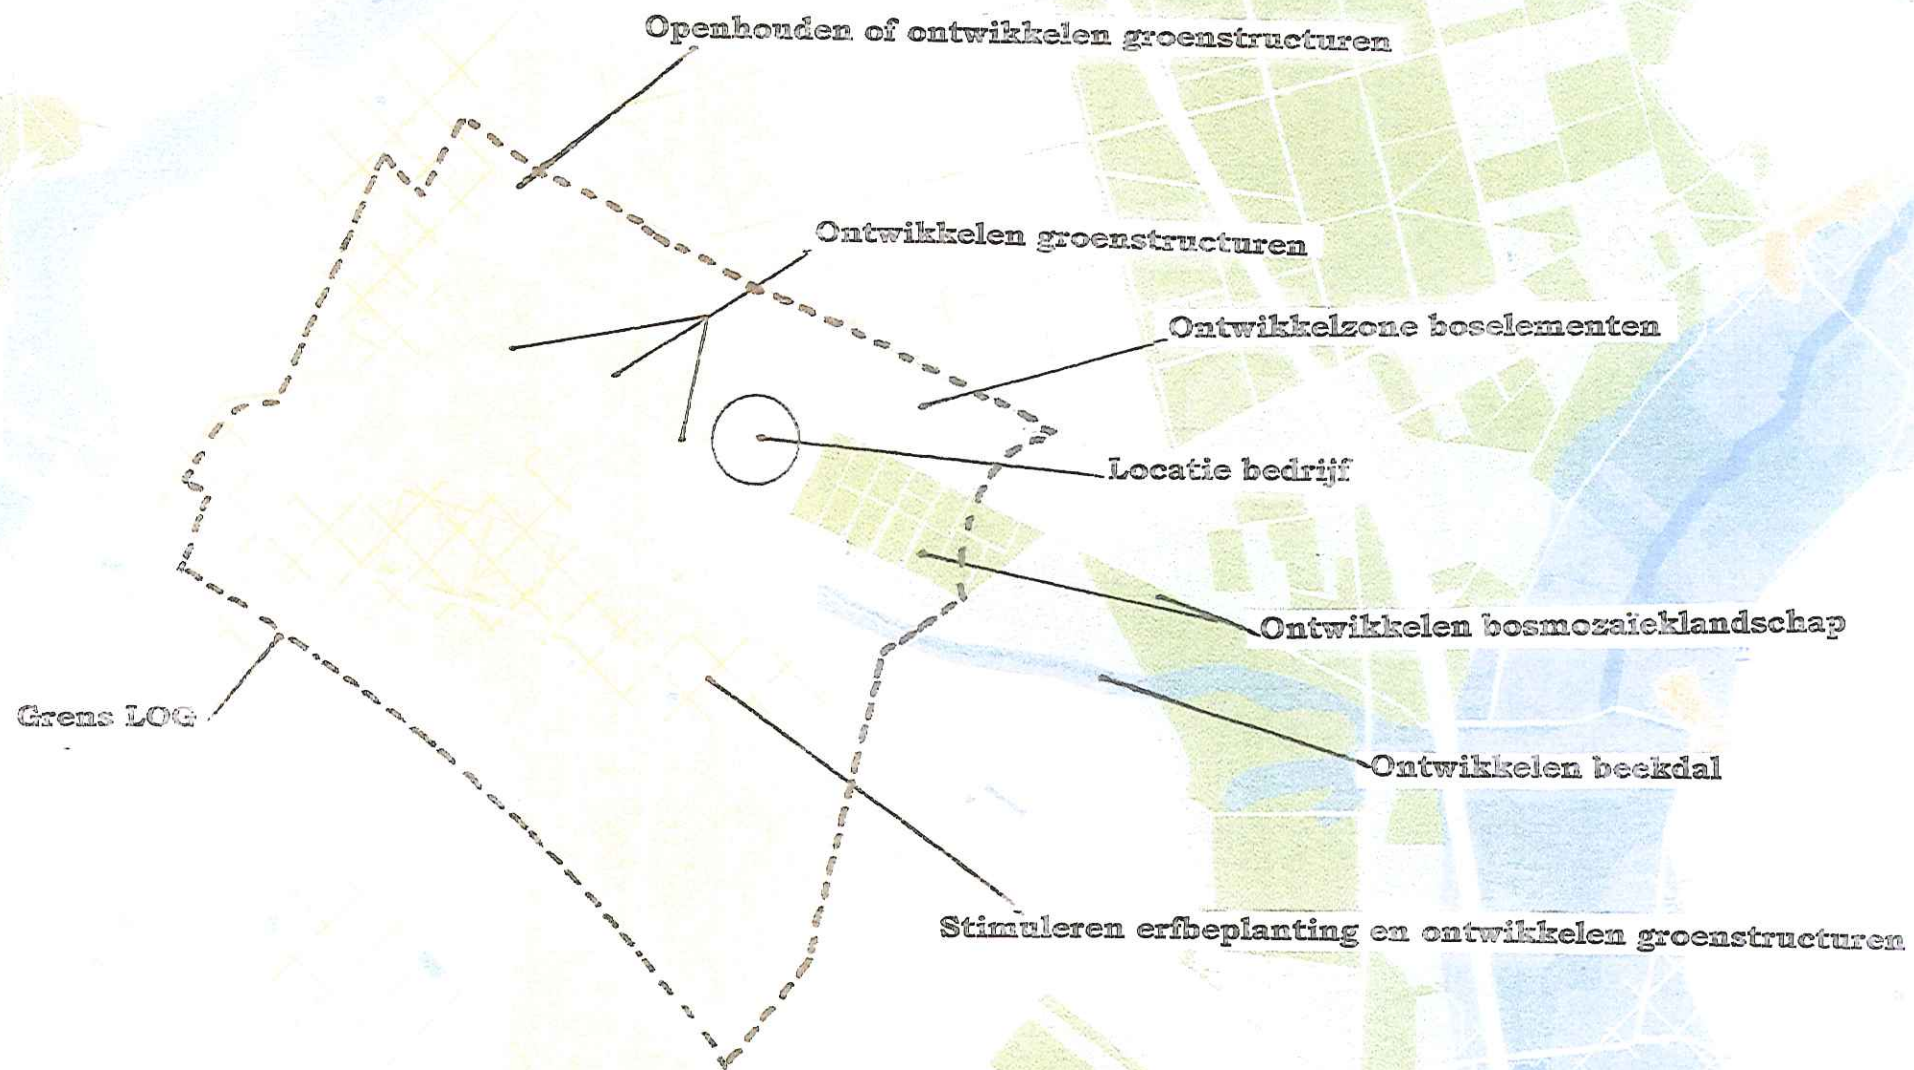 Openhouden of ontwikkelen groenstructuren
Ontwikkelen groenstructuren
Ontwikkelzone boselementen
Locatie bedrijf
Ontwikkelen bosmozaïeklandschap
Grens LOG
Ontwikkelen beekdal
Stimuleren erfbeplanting en ontwikkelen groenstructuren